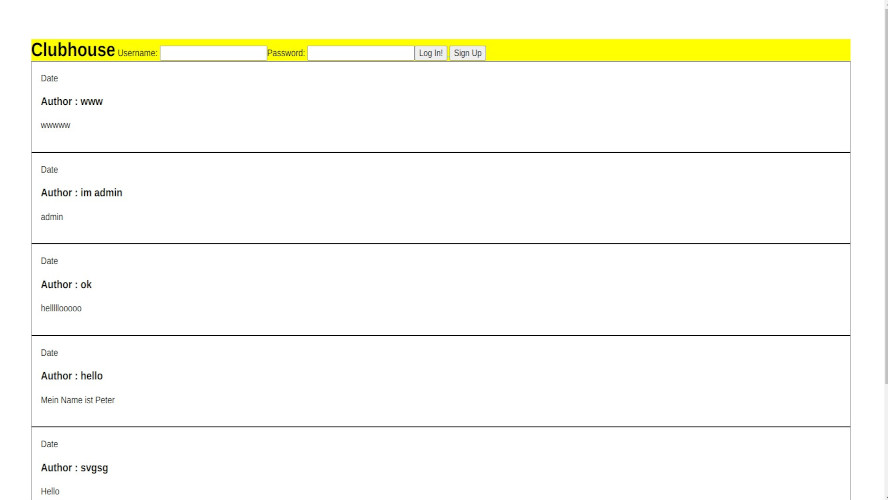 Clubhouse Username: Password: Log In! Sign Up
Date
Author : www
wwwww
Date
Author : im admin
admin
Date
Author : ok
helllllooooo
Date
Author : hello
Mein Name ist Peter
Date
Author : svgsg
Hello